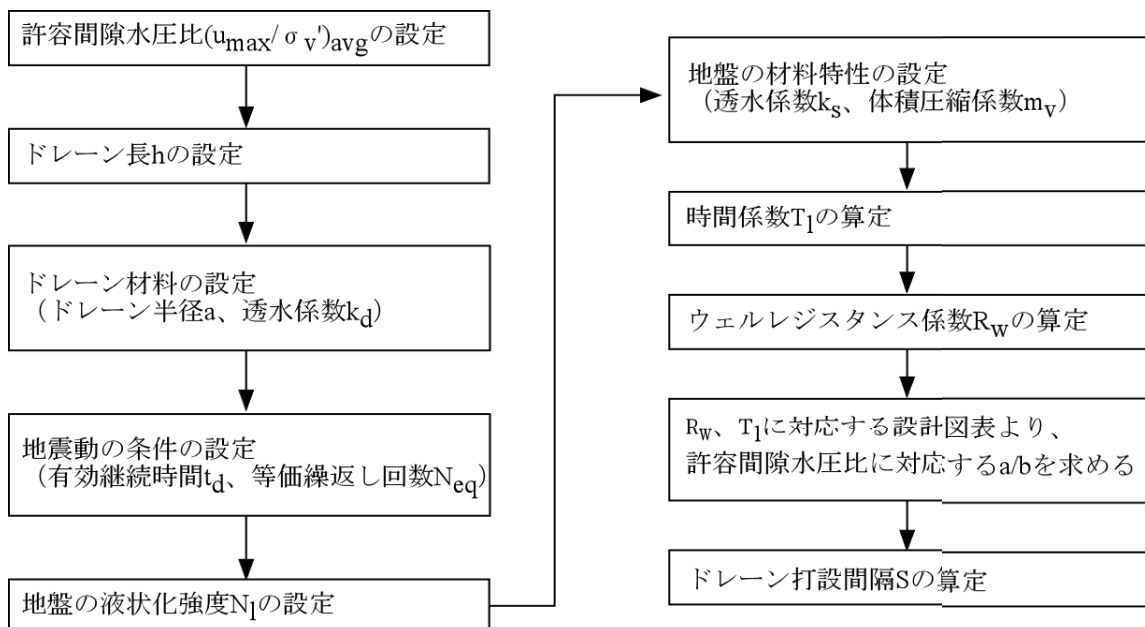 許容間隙水圧比(umax/σv')avgの設定
ドレーン長hの設定
ドレーン材料の設定
（ドレーン半径a、透水係数kd）
地震動の条件の設定
（有効継続時間td、等価繰返し回数Neq）
地盤の液状化強度Nlの設定
地盤の材料特性の設定
（透水係数ks、体積圧縮係数mv）
時間係数Tlの算定
ウェルレジスタンス係数Rwの算定
Rw、Tlに対応する設計図表より、
許容間隙水圧比に対応するa/bを求める
ドレーン打設間隔Sの算定